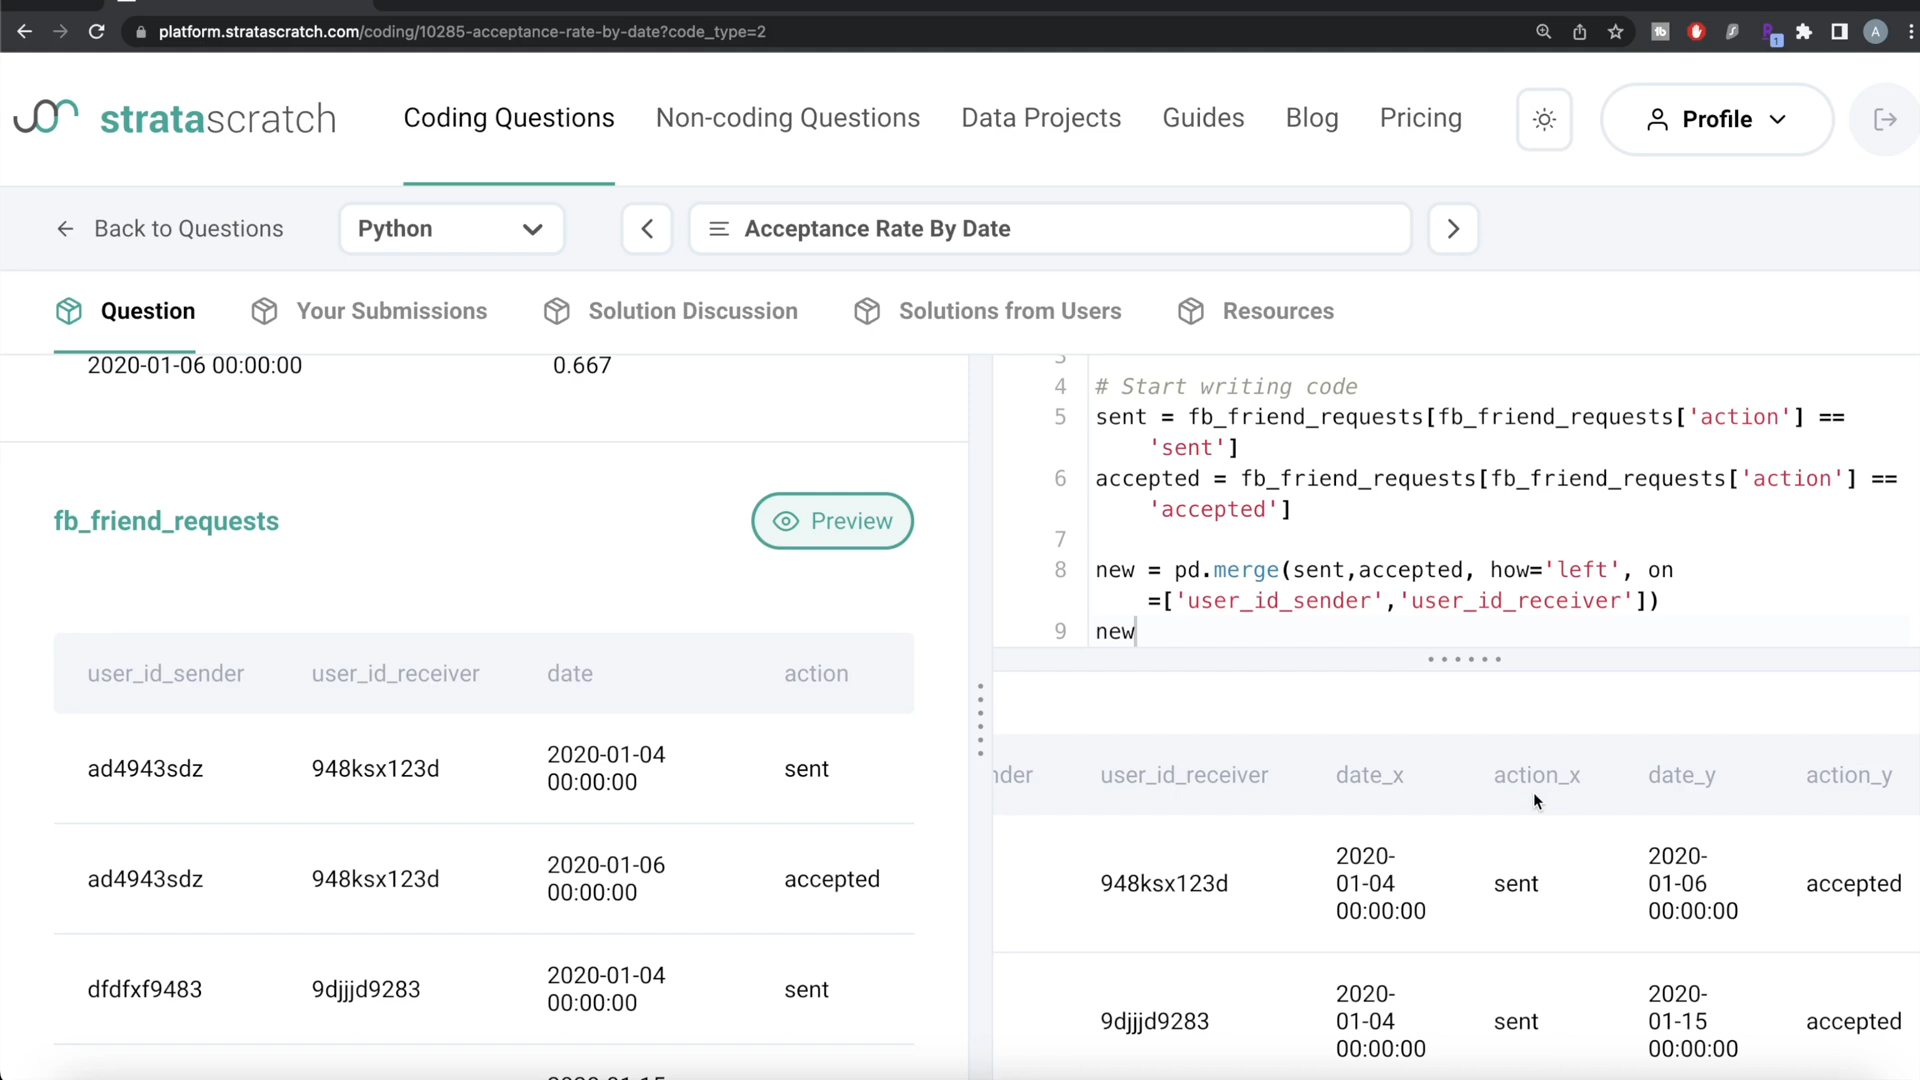 platform.stratascratch.com/coding/10285-acceptance-rate-by-date?code_type=2
stratascratch
Coding Questions
Non-coding Questions
Data Projects
Guides
Blog
Pricing
Profile
Back to Questions
Python
Acceptance Rate By Date
Question
Your Submissions
Solution Discussion
Solutions from Users
Resources
2020-01-06 00:00:00 0.667
fb_friend_requests
Preview
user_id_sender user_id_receiver date action
ad4943sdz 948ksx123d 2020-01-04 00:00:00 sent
ad4943sdz 948ksx123d 2020-01-06 00:00:00 accepted
dfdfxf9483 9djjjd9283 2020-01-04 00:00:00 sent
3
4 # Start writing code
5 sent = fb_friend_requests[fb_friend_requests['action'] ==
'sent']
6 accepted = fb_friend_requests[fb_friend_requests['action'] ==
'accepted']
7
8 new = pd.merge(sent,accepted, how='left', on
=['user_id_sender','user_id_receiver'])
9 new
nder user_id_receiver date_x action_x date_y action_y
948ksx123d 2020-01-04 00:00:00 sent 2020-01-06 00:00:00 accepted
9djjjd9283 2020-01-04 00:00:00 sent 2020-01-15 00:00:00 accepted